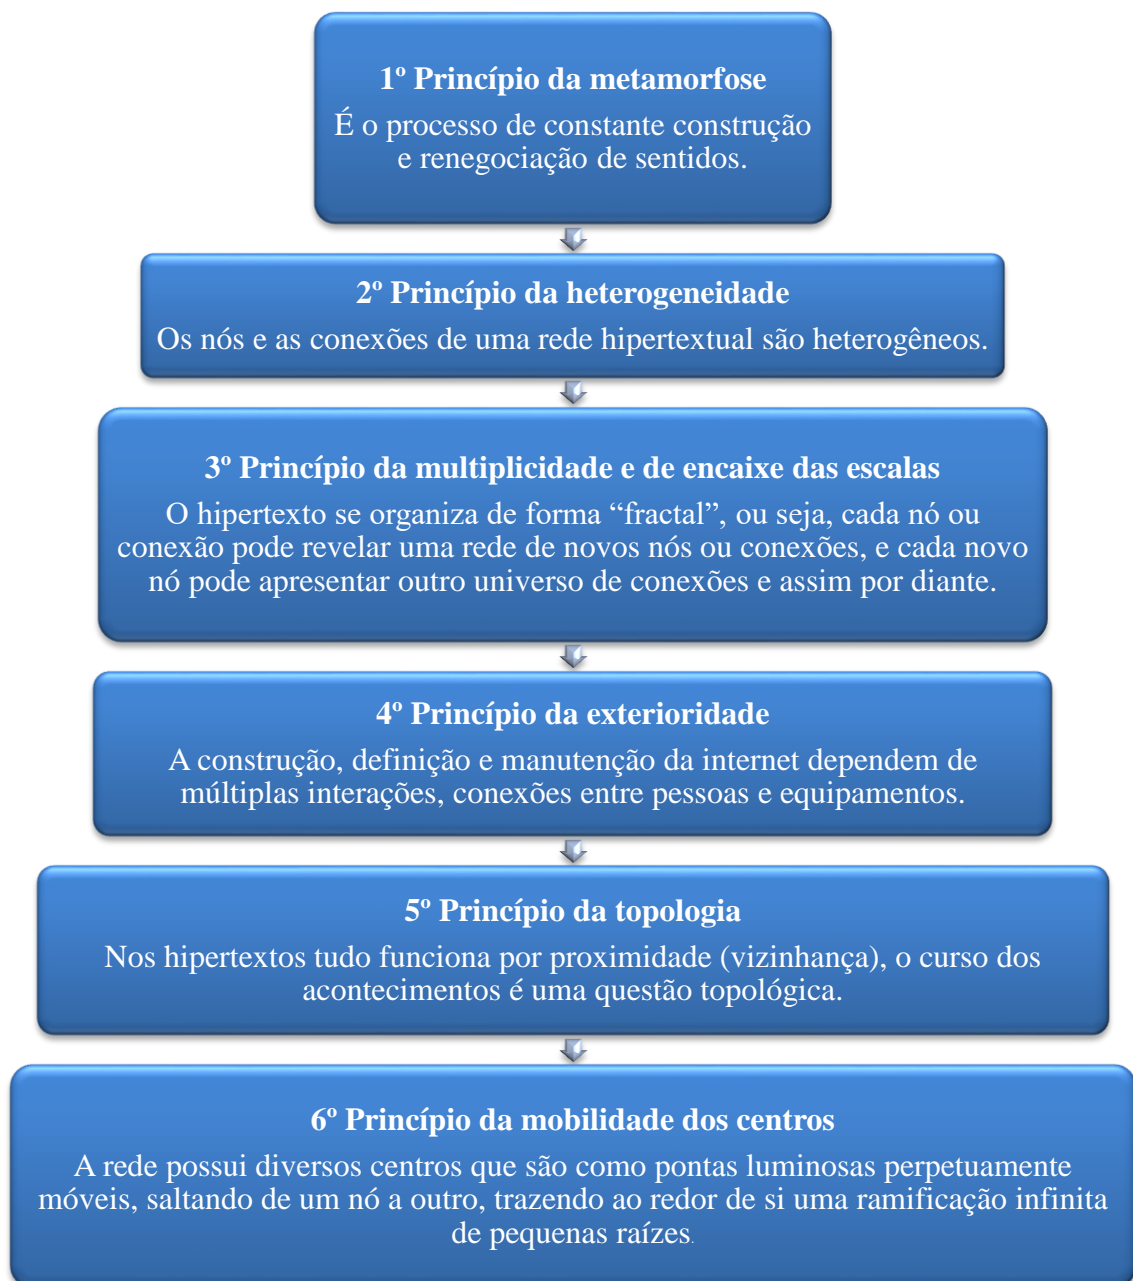 1º Princípio da metamorfose
É o processo de constante construção
e renegociação de sentidos.
2º Princípio da heterogeneidade
Os nós e as conexões de uma rede hipertextual são heterogêneos.
3º Princípio da multiplicidade e de encaixe das escalas
O hipertexto se organiza de forma “fractal”, ou seja, cada nó ou
conexão pode revelar uma rede de novos nós ou conexões, e cada novo
nó pode apresentar outro universo de conexões e assim por diante.
4º Princípio da exterioridade
A construção, definição e manutenção da internet dependem de
múltiplas interações, conexões entre pessoas e equipamentos.
5º Princípio da topologia
Nos hipertextos tudo funciona por proximidade (vizinhança), o curso dos
acontecimentos é uma questão topológica.
6º Princípio da mobilidade dos centros
A rede possui diversos centros que são como pontas luminosas perpetuamente
móveis, saltando de um nó a outro, trazendo ao redor de si uma ramificação infinita
de pequenas raízes.